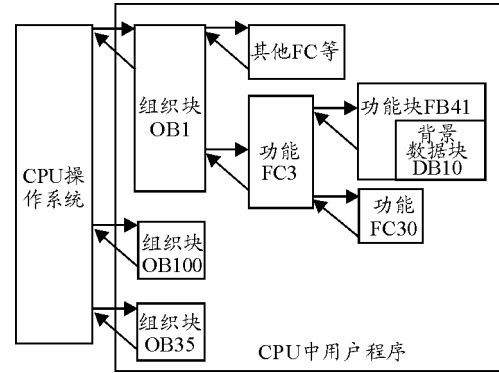 CPU操
作系统
组织块
OB1
其他FC等
功能
FC3
功能块FB41
背景
数据块
DB10
功能
FC30
组织块
OB100
组织块
OB35
CPU中用户程序